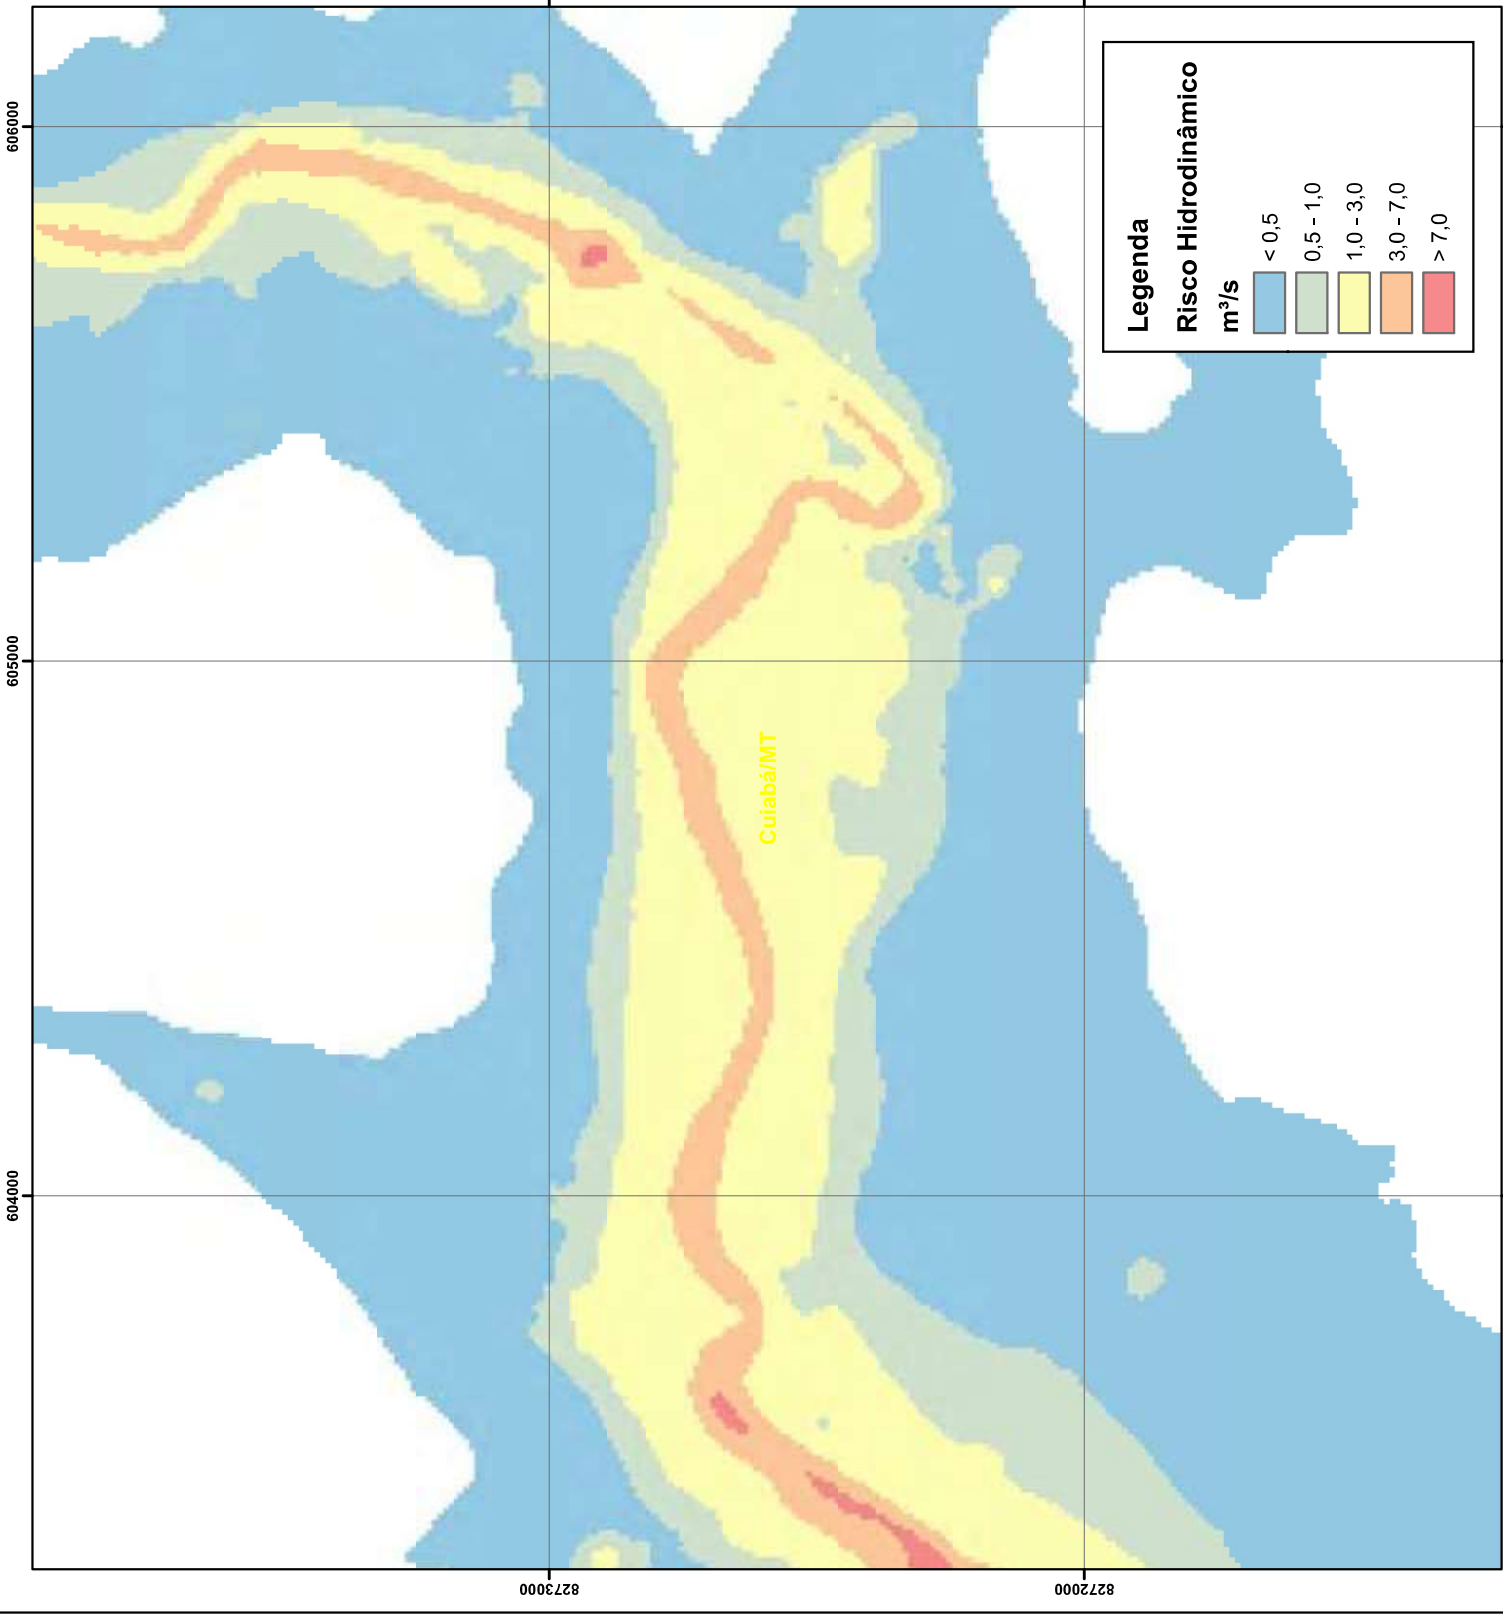 606000
605000
604000
8273000
8272000
Cuiabá/MT
Legenda
Risco Hidrodinâmico
m³/s
< 0,5
0,5 - 1,0
1,0 - 3,0
3,0 - 7,0
> 7,0